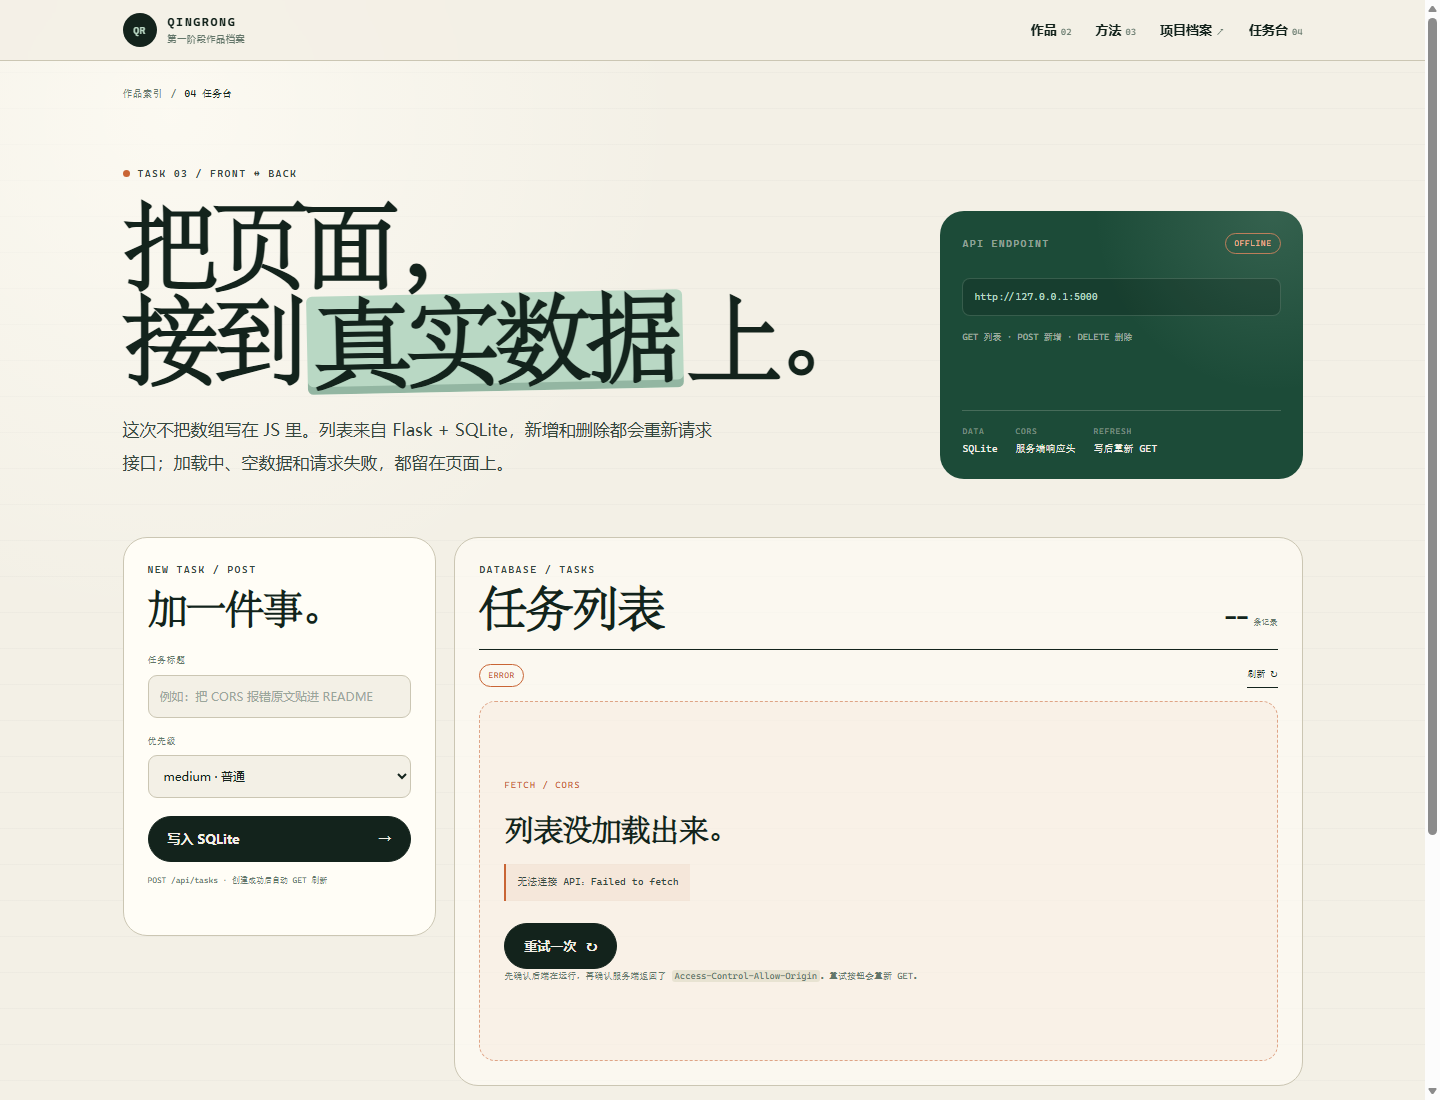 QR
QINGRONG
第一阶段作品档案
作品 02
方法 03
项目档案 ↗
任务台 04
作品索引 / 04 任务台
TASK 03 / FRONT ↔ BACK
把页面，
接到真实数据上。
这次不把数组写在 JS 里。列表来自 Flask + SQLite，新增和删除都会重新请求
接口；加载中、空数据和请求失败，都留在页面上。
API ENDPOINT
OFFLINE
http://127.0.0.1:5000
GET 列表 · POST 新增 · DELETE 删除
DATA
SQLite
CORS
服务端响应头
REFRESH
写后重新 GET
NEW TASK / POST
加一件事。
任务标题
例如：把 CORS 报错原文贴进 README
优先级
medium · 普通
写入 SQLite →
POST /api/tasks · 创建成功后自动 GET 刷新
DATABASE / TASKS
任务列表
-- 条记录
ERROR
刷新 ↻
FETCH / CORS
列表没加载出来。
无法连接 API：Failed to fetch
重试一次 ↻
先确认后端在运行，再确认服务端返回了 Access-Control-Allow-Origin。重试按钮会重新 GET。